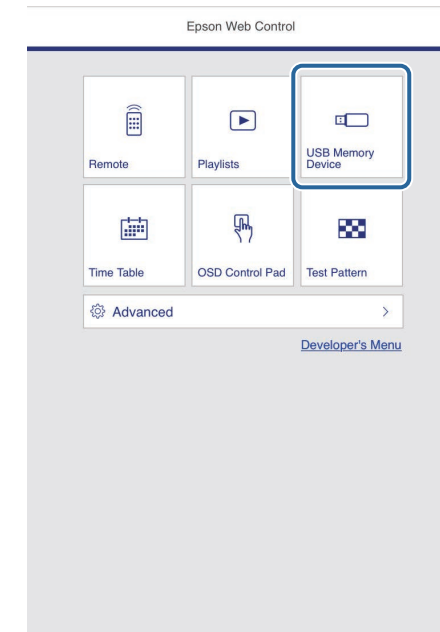 Epson Web Control
Remote
Playlists
USB Memory
Device
Time Table
OSD Control Pad
Test Pattern
Advanced
Developer's Menu